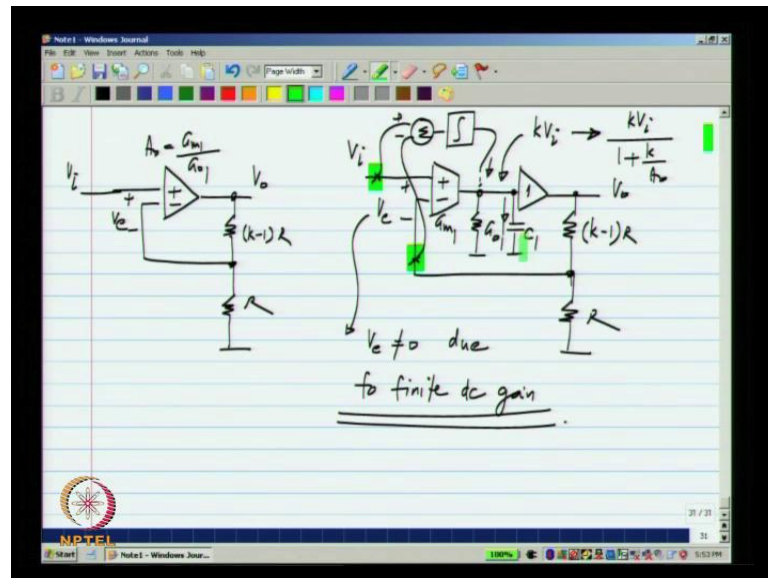 Note1 - Windows Journal
File Edit View Insert Actions Tools Help
Page Width
B I
A₀ = Gm1/Go1
Vi
+
-
Ve
Vo
(k-1)R
R
+
-
Σ
∫
kVi → kVi/(1 + k/A₀)
Vi
+
-
Gm1
Ve
Go1
C1
1
Vo
(k-1)R
R
Ve ≠ 0 due
to finite dc gain
NPTEL
31 / 31
31
Start
Note1 - Windows Jour...
100%
5:53 PM